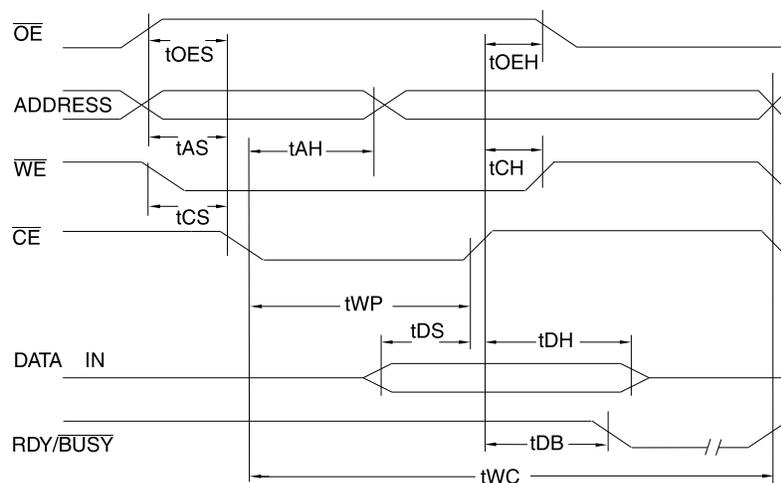 OE
tOES
tOEH
ADDRESS
tAS
tAH
WE
tCH
tCS
CE
tWP
tDS
tDH
DATA IN
RDY/BUSY
tDB
tWC